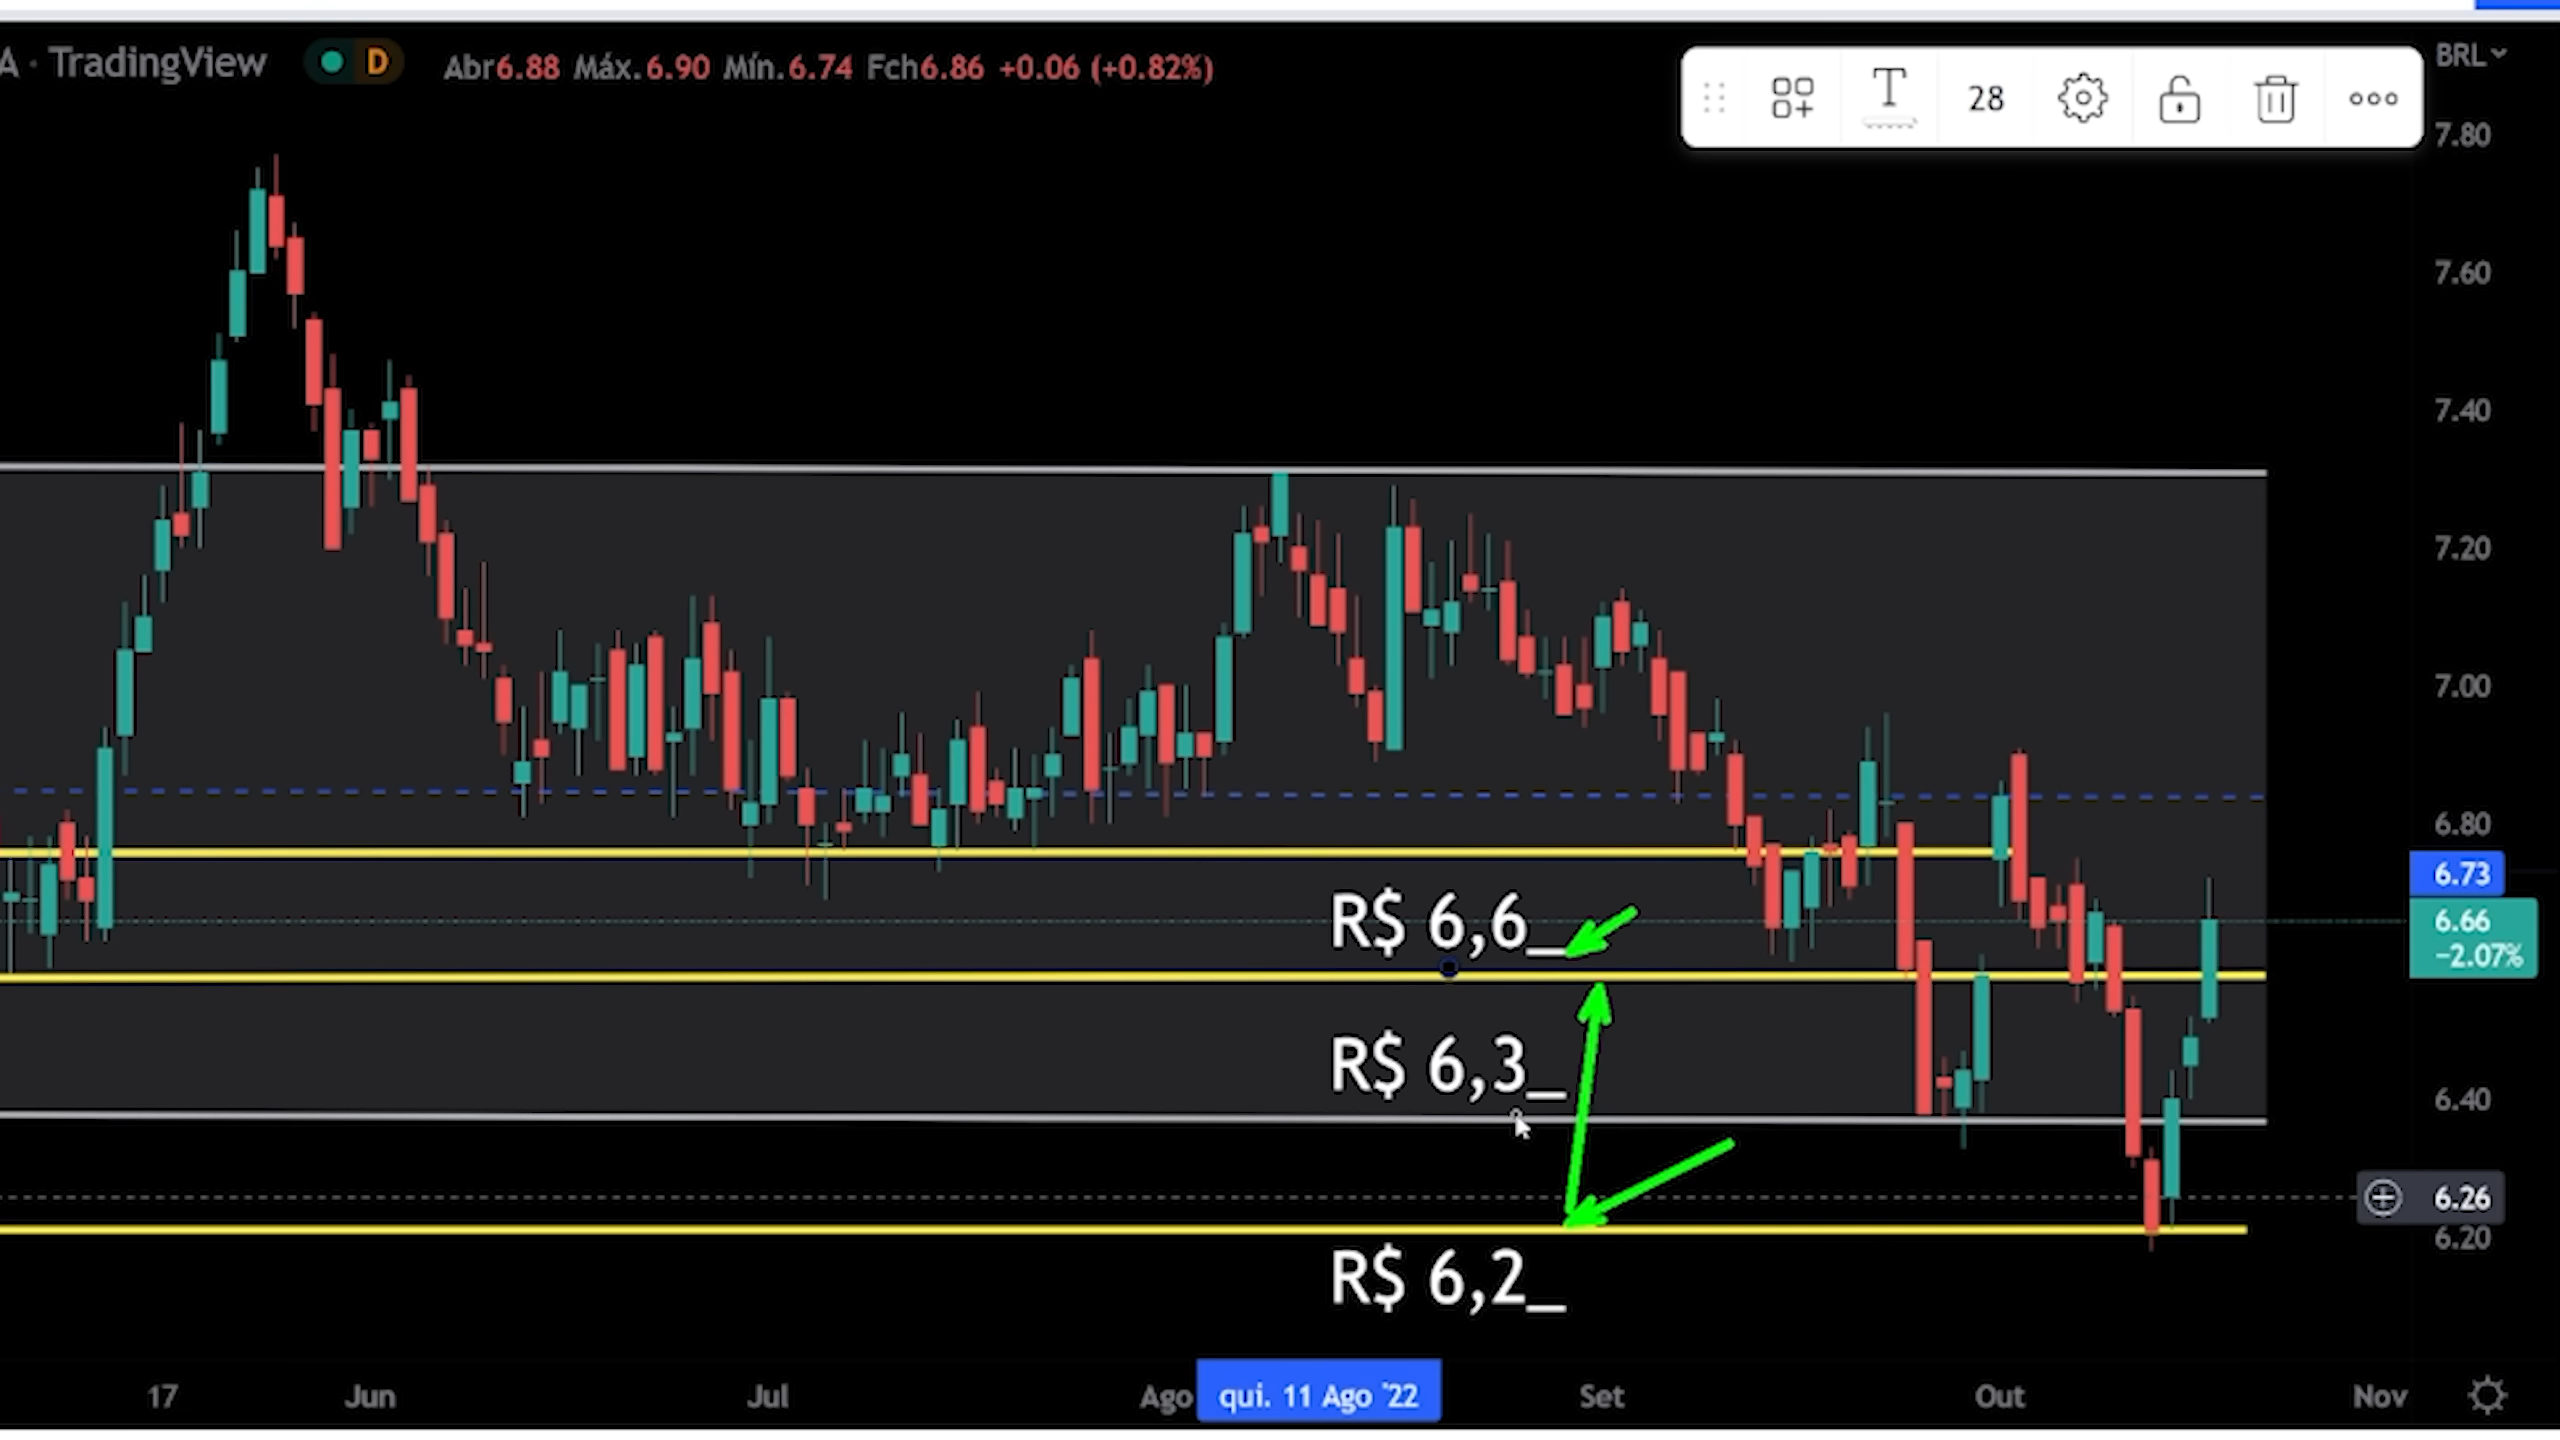 A · TradingView D Abr6.88 Máx.6.90 Mín.6.74 Fch6.86 +0.06 (+0.82%)
T 28
BRL
7.80
7.60
7.40
7.20
7.00
6.80
6.73
6.66
−2.07%
R$ 6,6_
R$ 6,3_
6.40
6.26
6.20
R$ 6,2_
17 Jun Jul Ago qui. 11 Ago '22 Set Out Nov